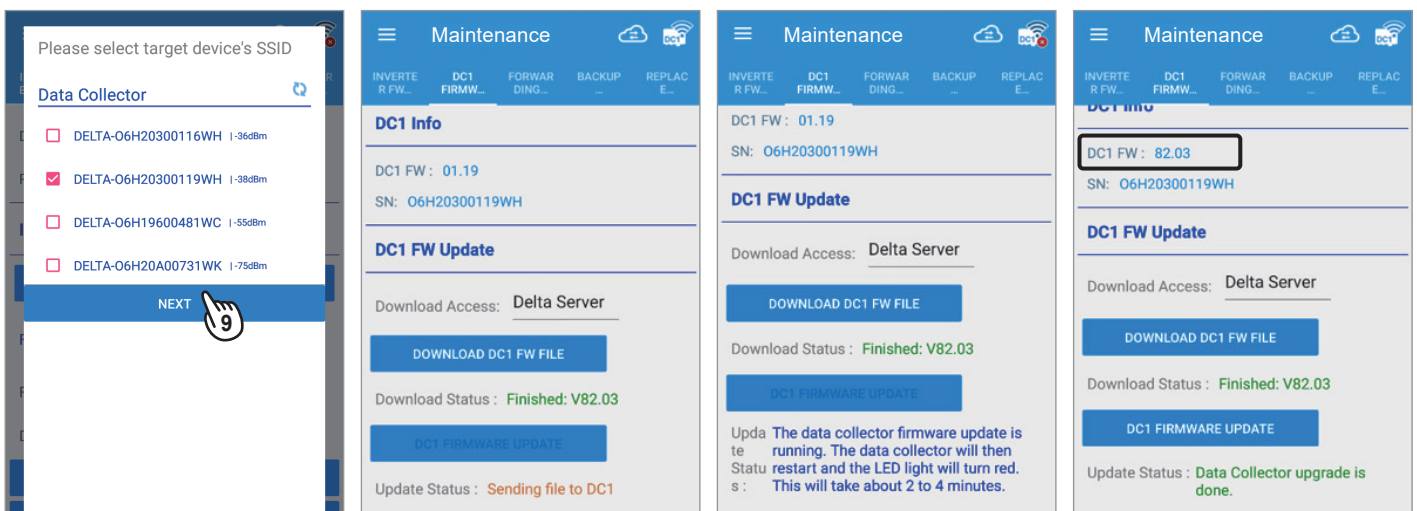 Please select target device's SSID
Data Collector
DELTA-O6H20300116WH |-36dBm
DELTA-O6H20300119WH |-38dBm
DELTA-O6H19600481WC |-55dBm
DELTA-O6H20A00731WK |-75dBm
NEXT
9
Maintenance
DC1
INVERTE
R FW...
DC1
FIRMW...
FORWAR
DING...
BACKUP
...
REPLAC
E...
DC1 Info
DC1 FW : 01.19
SN: O6H20300119WH
DC1 FW Update
Download Access: Delta Server
DOWNLOAD DC1 FW FILE
Download Status : Finished: V82.03
DC1 FIRMWARE UPDATE
Update Status : Sending file to DC1
Maintenance
DC1
INVERTE
R FW...
DC1
FIRMW...
FORWAR
DING...
BACKUP
...
REPLAC
E...
DC1 FW : 01.19
SN: O6H20300119WH
DC1 FW Update
Download Access: Delta Server
DOWNLOAD DC1 FW FILE
Download Status : Finished: V82.03
DC1 FIRMWARE UPDATE
Upda The data collector firmware update is
te running. The data collector will then
Statu restart and the LED light will turn red.
s : This will take about 2 to 4 minutes.
Maintenance
DC1
INVERTE
R FW...
DC1
FIRMW...
FORWAR
DING...
BACKUP
...
REPLAC
E...
DC1 Info
DC1 FW : 82.03
SN: O6H20300119WH
DC1 FW Update
Download Access: Delta Server
DOWNLOAD DC1 FW FILE
Download Status : Finished: V82.03
DC1 FIRMWARE UPDATE
Update Status : Data Collector upgrade is
done.